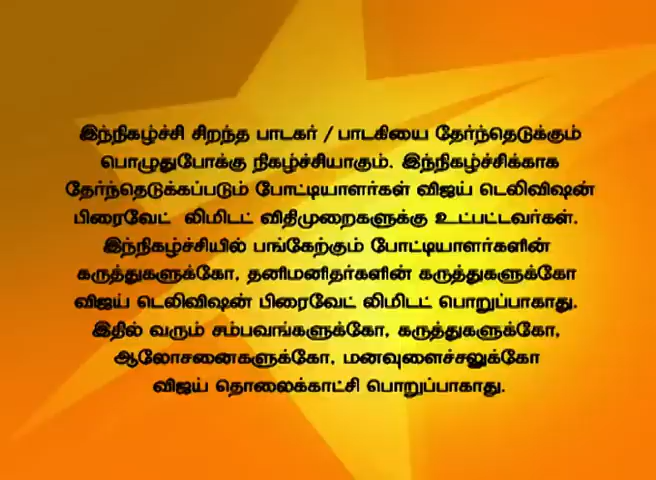 இந்நிகழ்ச்சி சிறந்த பாடகர் / பாடகியை தேர்ந்தெடுக்கும்
பொழுதுபோக்கு நிகழ்ச்சியாகும். இந்நிகழ்ச்சிக்காக
தேர்ந்தெடுக்கப்படும் போட்டியாளர்கள் விஜய் டெலிவிஷன்
பிரைவேட் லிமிடட் விதிமுறைகளுக்கு உட்பட்டவர்கள்.
இந்நிகழ்ச்சியில் பங்கேற்கும் போட்டியாளர்களின்
கருத்துகளுக்கோ, தனிமனிதர்களின் கருத்துகளுக்கோ
விஜய் டெலிவிஷன் பிரைவேட் லிமிடட் பொறுப்பாகாது.
இதில் வரும் சம்பவங்களுக்கோ, கருத்துகளுக்கோ,
ஆலோசனைகளுக்கோ, மனவுளைச்சலுக்கோ
விஜய் தொலைக்காட்சி பொறுப்பாகாது.